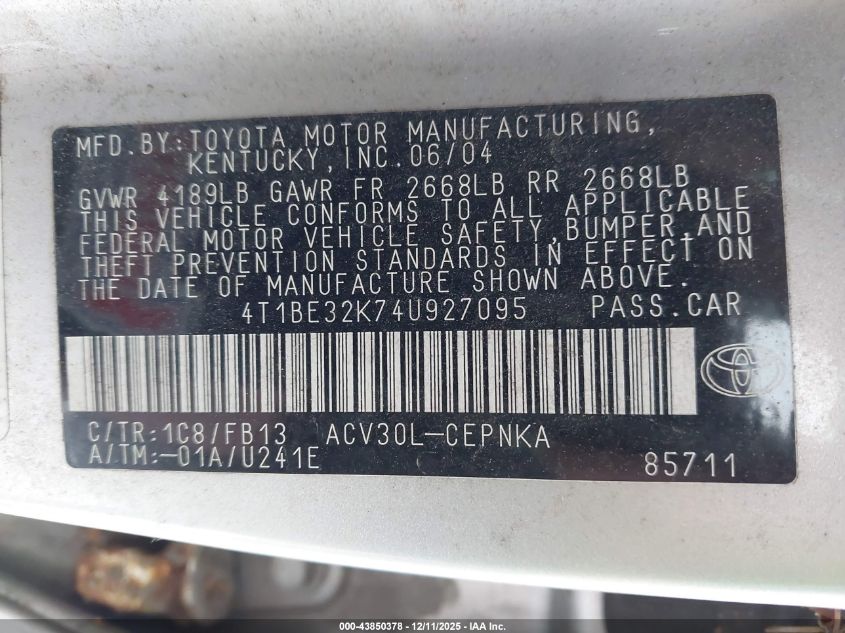 MFD.BY:TOYOTA MOTOR MANUFACTURING,
KENTUCKY,INC.06/04
GVWR 4189LB GAWR FR 2668LB RR 2668LB
THIS VEHICLE CONFORMS TO ALL APPLICABLE
FEDERAL MOTOR VEHICLE SAFETY,BUMPER,AND
THEFT PREVENTION STANDARDS IN EFFECT ON
THE DATE OF MANUFACTURE SHOWN ABOVE.
4T1BE32K74U927095 PASS.CAR
C/TR:1C8/FB13 ACV30L-CEPNKA
A/TM:-01A/U241E 85711
000-43850378 - 12/11/2025 - IAA Inc.